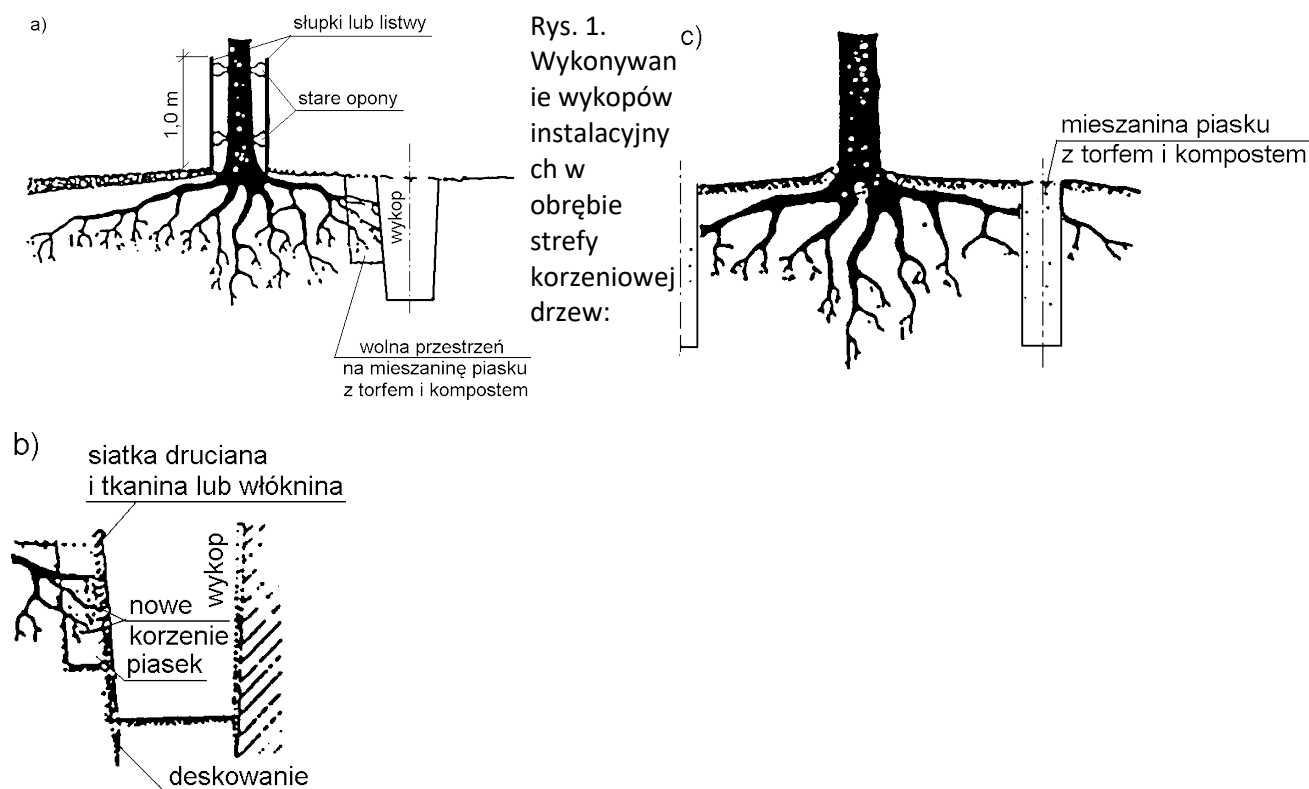 a)
słupki lub listwy
stare opony
1,0 m
wykop
wolna przestrzeń
na mieszaninę piasku
z torfem i kompostem
Rys. 1.
Wykonywan
ie wykopów
instalacyjny
ch w
obrębie
strefy
korzeniowej
drzew:
c)
mieszanina piasku
z torfem i kompostem
b)
siatka druciana
i tkanina lub włóknina
wykop
nowe
korzenie
piasek
deskowanie